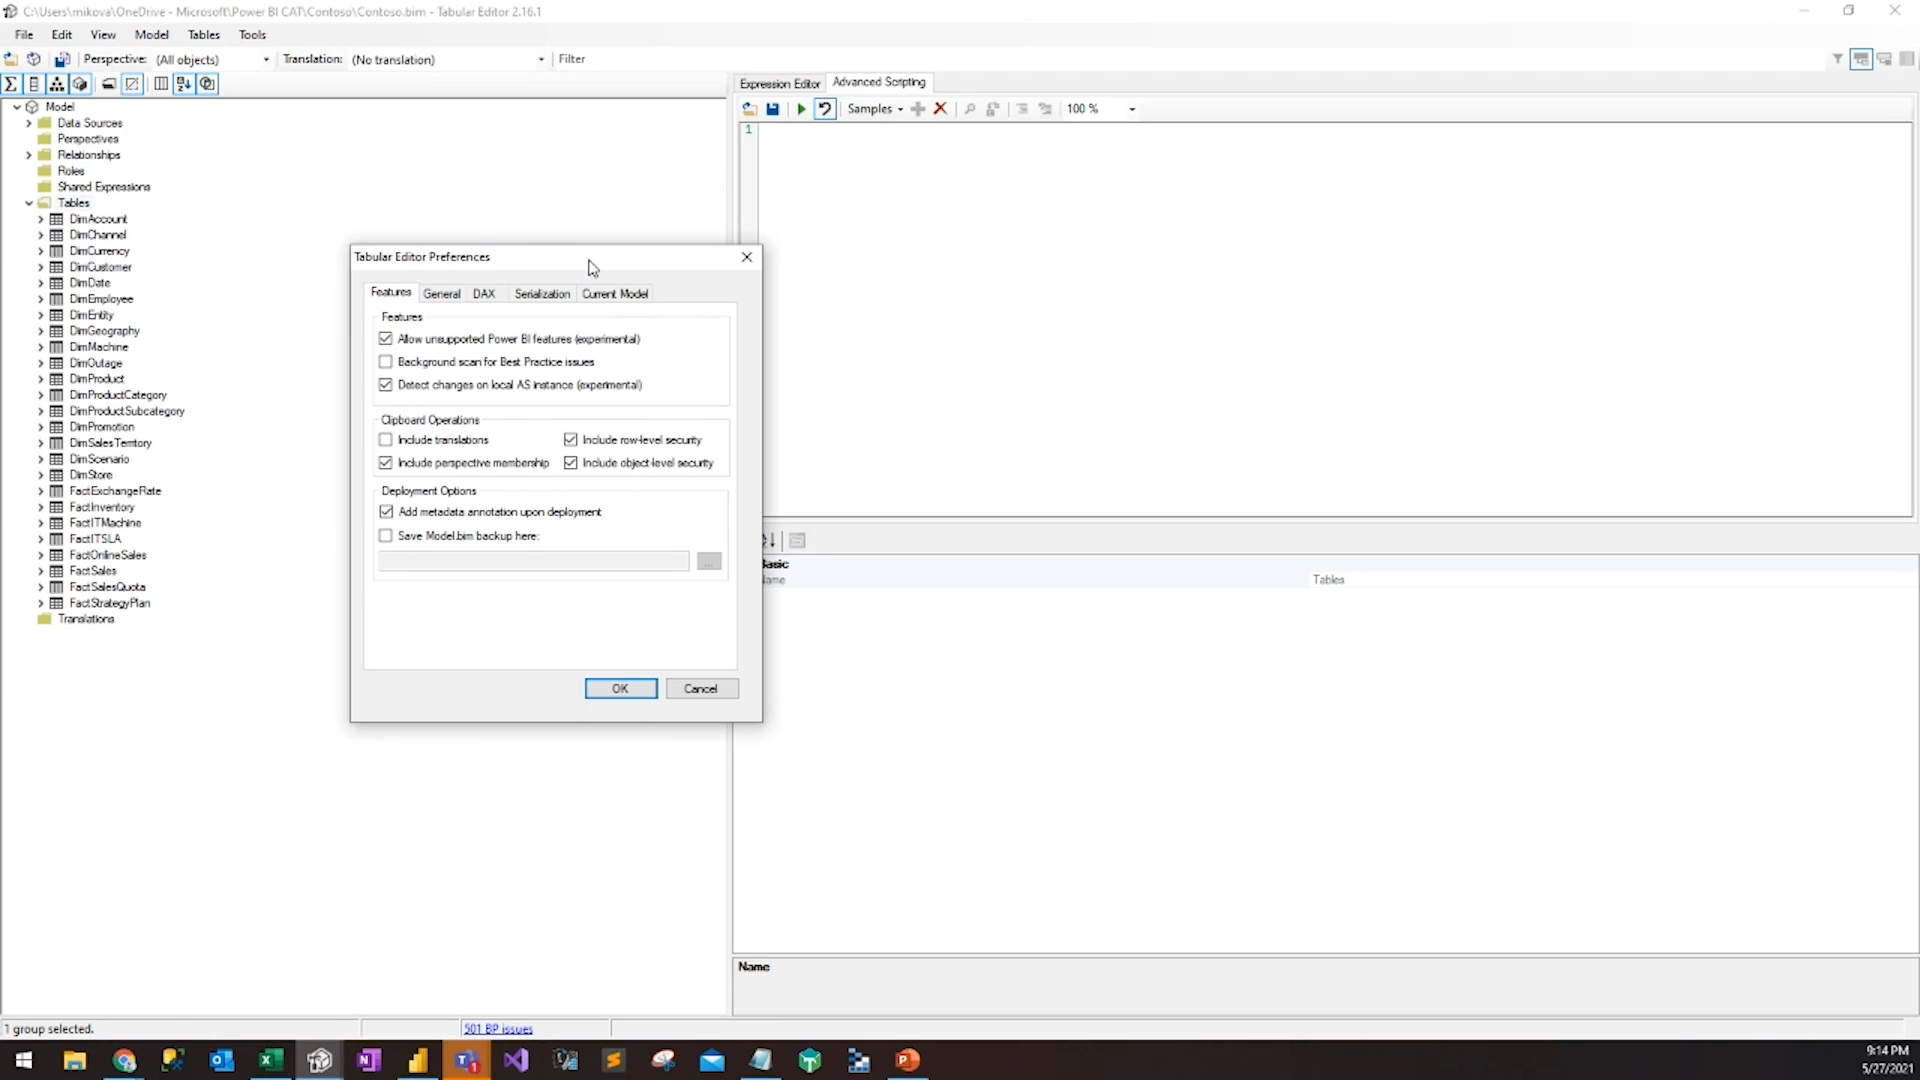 C:\Users\mikova\OneDrive - Microsoft\Power BI CAT\Contoso\Contoso.bim - Tabular Editor 2.16.1
File Edit View Model Tables Tools
Perspective: (All objects) Translation: (No translation) Filter
Expression Editor Advanced Scripting
Samples 100 %
1
Model
Data Sources
Perspectives
Relationships
Roles
Shared Expressions
Tables
DimAccount
DimChannel
DimCurrency
DimCustomer
DimDate
DimEmployee
DimEntity
DimGeography
DimMachine
DimOutage
DimProduct
DimProductCategory
DimProductSubcategory
DimPromotion
DimSalesTerritory
DimScenario
DimStore
FactExchangeRate
FactInventory
FactITMachine
FactITSLA
FactOnlineSales
FactSales
FactSalesQuota
FactStrategyPlan
Translations
Tabular Editor Preferences
Features General DAX Serialization Current Model
Features
Allow unsupported Power BI features (experimental)
Background scan for Best Practice issues
Detect changes on local AS instance (experimental)
Clipboard Operations
Include translations Include row-level security
Include perspective membership Include object-level security
Deployment Options
Add metadata annotation upon deployment
Save Model.bim backup here:
...
OK Cancel
Basic
Name Tables
Name
1 group selected. 501 BP issues
9:14 PM
5/27/2021